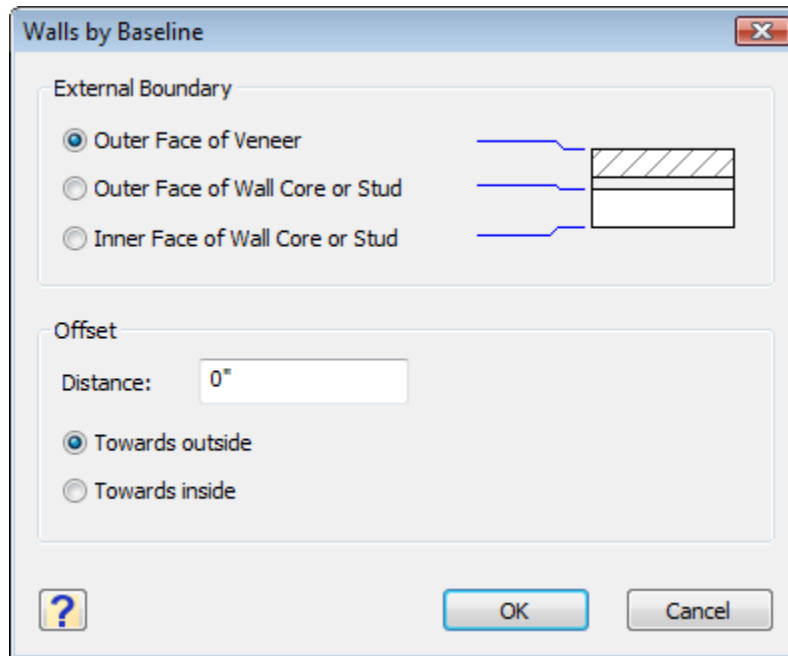 Walls by Baseline
External Boundary
Outer Face of Veneer
Outer Face of Wall Core or Stud
Inner Face of Wall Core or Stud
Offset
Distance: 0"
Towards outside
Towards inside
? OK Cancel